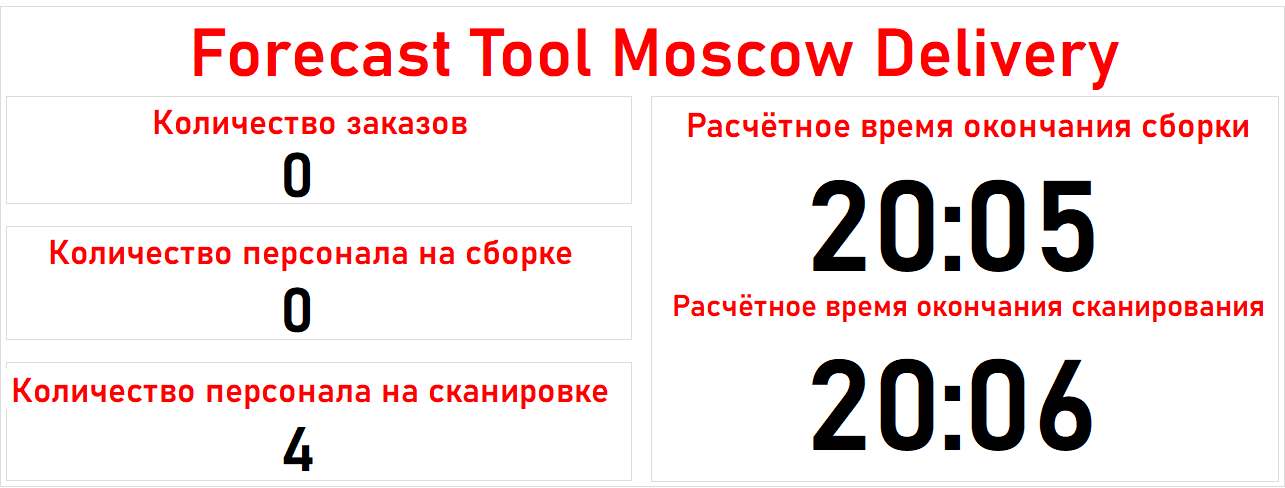 Forecast Tool Moscow Delivery
Количество заказов
0
Количество персонала на сборке
0
Количество персонала на сканировке
4
Расчётное время окончания сборки
20:05
Расчётное время окончания сканирования
20:06